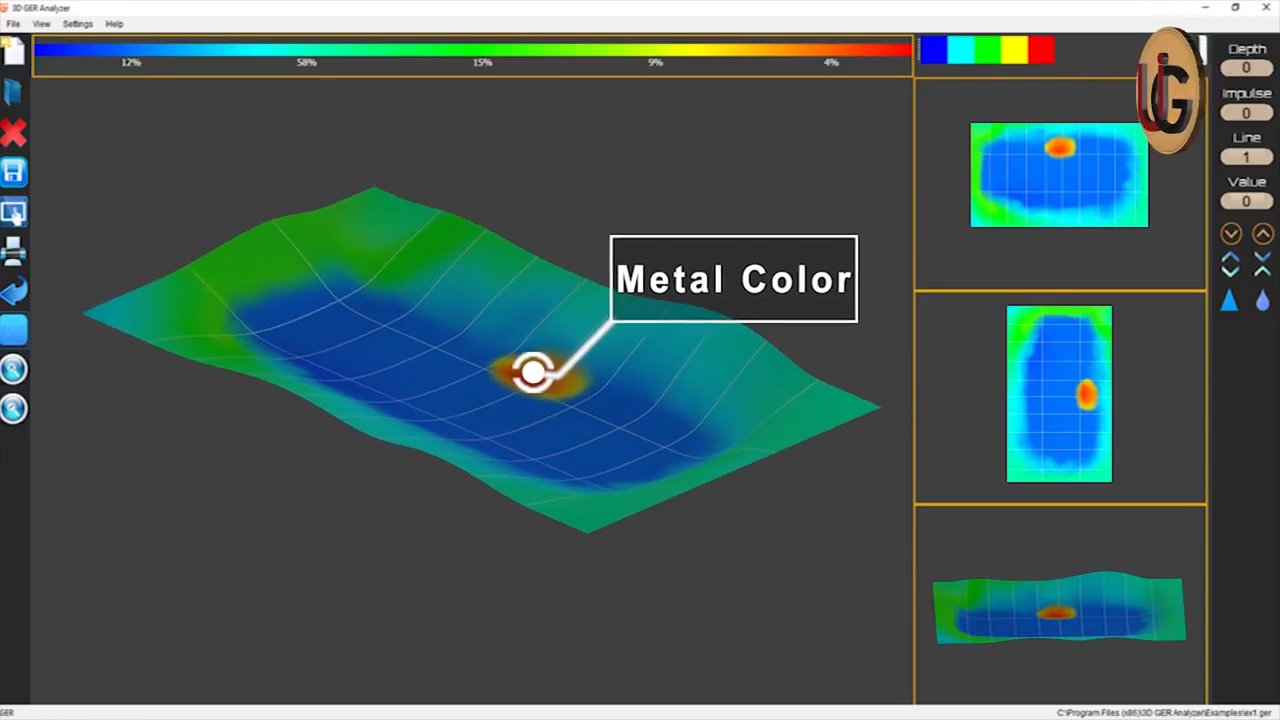 3D GER Analyzer
File View Settings Help
12% 58% 15% 9% 4%
UG
Depth
0
Impulse
0
Line
1
Value
0
Metal Color
GER
C:\Program Files (x86)\3D GER Analyzer\Examples\ex1.ger